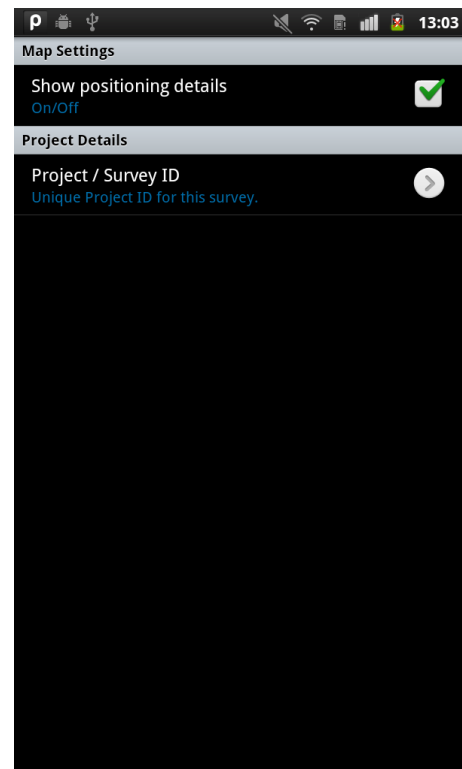 13:03
Map Settings
Show positioning details
On/Off
Project Details
Project / Survey ID
Unique Project ID for this survey.